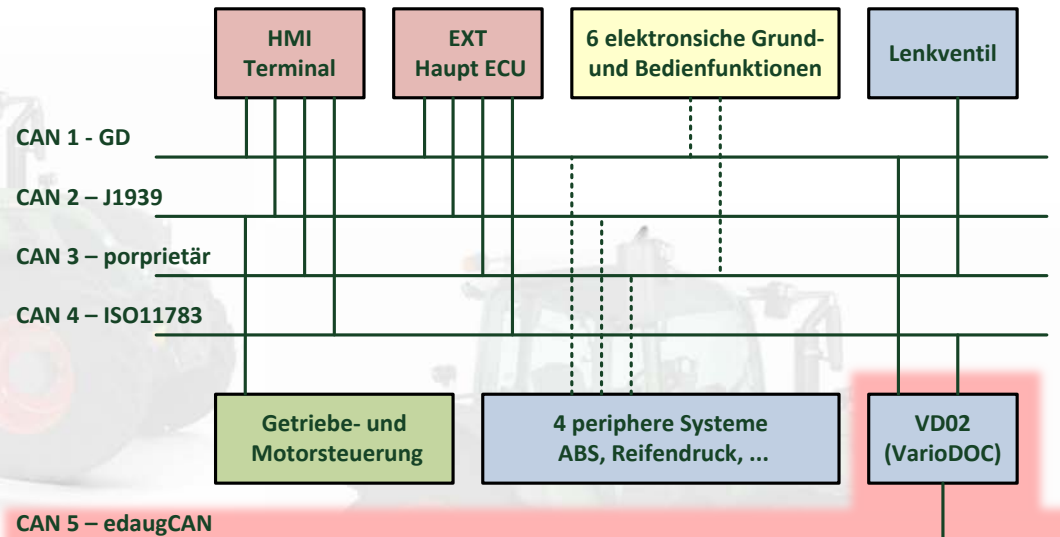 HMI
Terminal
EXT
Haupt ECU
6 elektronsiche Grund-
und Bedienfunktionen
Lenkventil
CAN 1 - GD
CAN 2 – J1939
CAN 3 – porprietär
CAN 4 – ISO11783
Getriebe- und
Motorsteuerung
4 periphere Systeme
ABS, Reifendruck, ...
VD02
(VarioDOC)
CAN 5 – edaugCAN